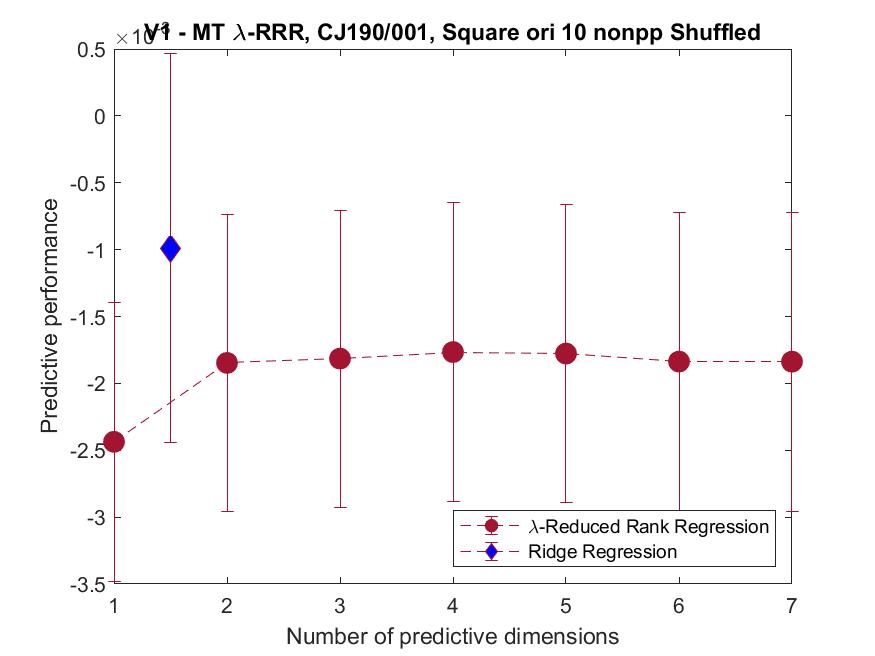 V1 - MT λ-RRR, CJ190/001, Square ori 10 nonpp Shuffled
×10
0.5
0
-0.5
-1
-1.5
-2
-2.5
-3
-3.5
Predictive performance
λ-Reduced Rank Regression
Ridge Regression
1 2 3 4 5 6 7
Number of predictive dimensions